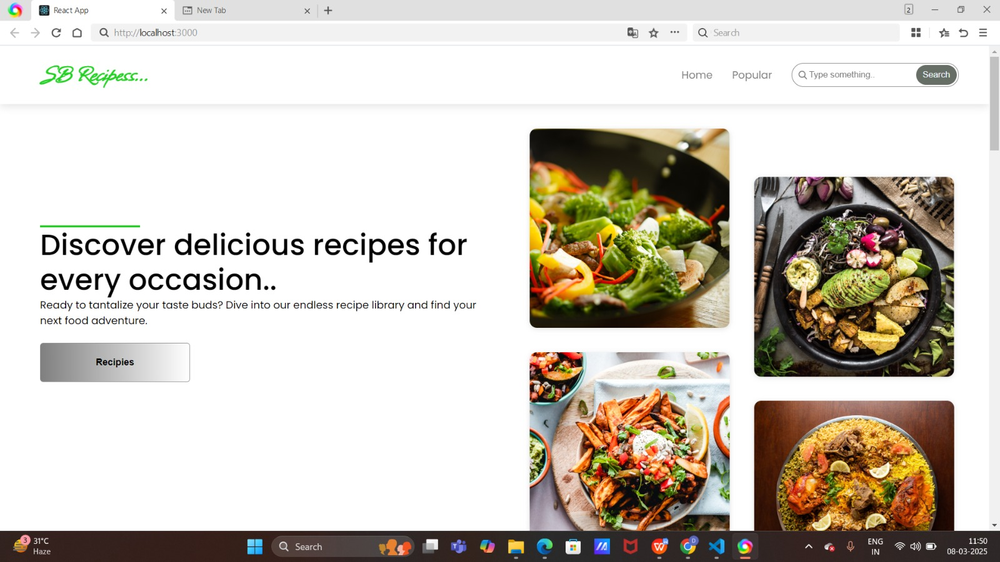 React App
New Tab
2
http://localhost:3000
Search
SB Recipess...
Home
Popular
Type something..
Search
Discover delicious recipes for
every occasion..
Ready to tantalize your taste buds? Dive into our endless recipe library and find your
next food adventure.
Recipies
3
31°C
Haze
Search
D
ENG
IN
11:50
08-03-2025